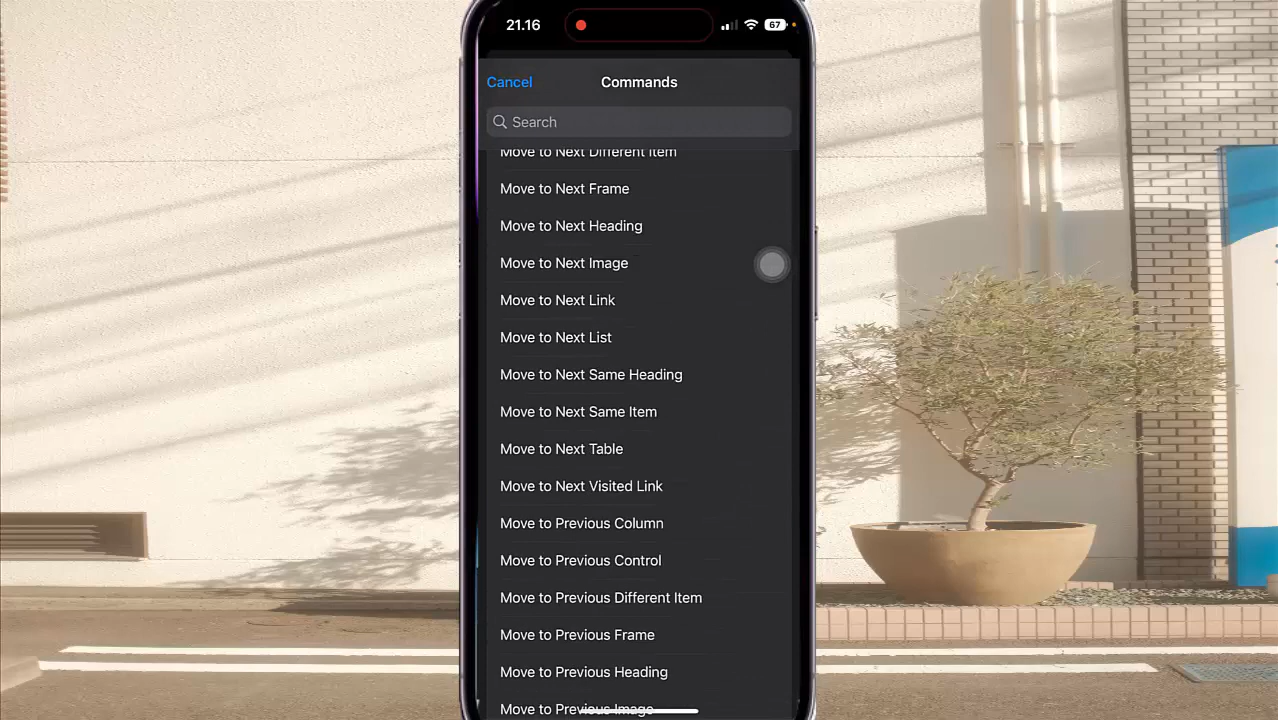 21.16
67
Cancel
Commands
Search
Move to Next Different Item
Move to Next Frame
Move to Next Heading
Move to Next Image
Move to Next Link
Move to Next List
Move to Next Same Heading
Move to Next Same Item
Move to Next Table
Move to Next Visited Link
Move to Previous Column
Move to Previous Control
Move to Previous Different Item
Move to Previous Frame
Move to Previous Heading
Move to Previous Image